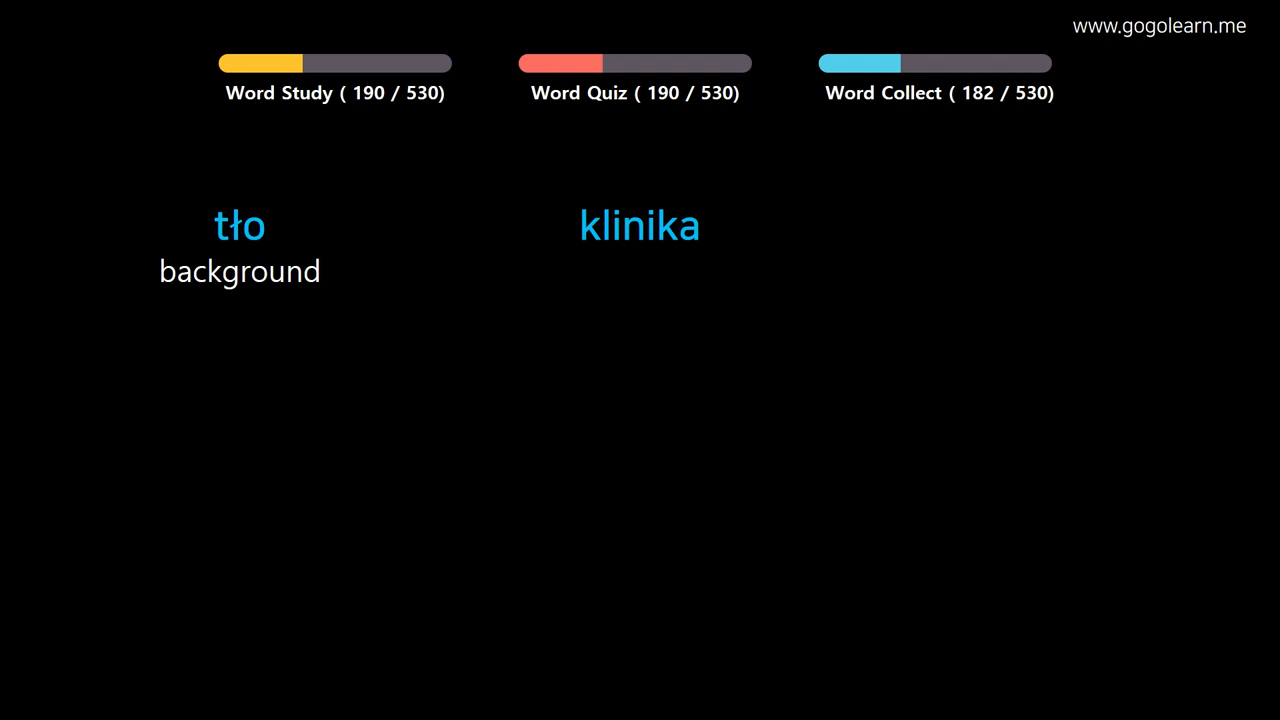 www.gogolearn.me
Word Study ( 190 / 530)
Word Quiz ( 190 / 530)
Word Collect ( 182 / 530)
tło
background
klinika